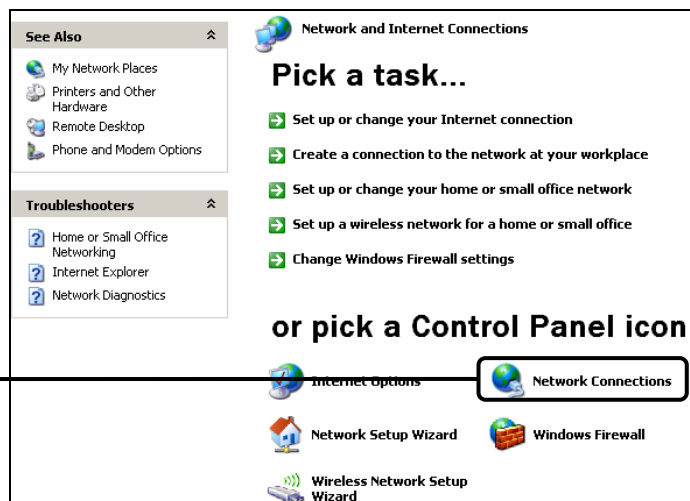 See Also
My Network Places
Printers and Other
Hardware
Remote Desktop
Phone and Modem Options
Troubleshooters
Home or Small Office
Networking
Internet Explorer
Network Diagnostics
Network and Internet Connections
Pick a task...
Set up or change your Internet connection
Create a connection to the network at your workplace
Set up or change your home or small office network
Set up a wireless network for a home or small office
Change Windows Firewall settings
or pick a Control Panel icon
Internet Options
Network Connections
Network Setup Wizard
Windows Firewall
Wireless Network Setup
Wizard